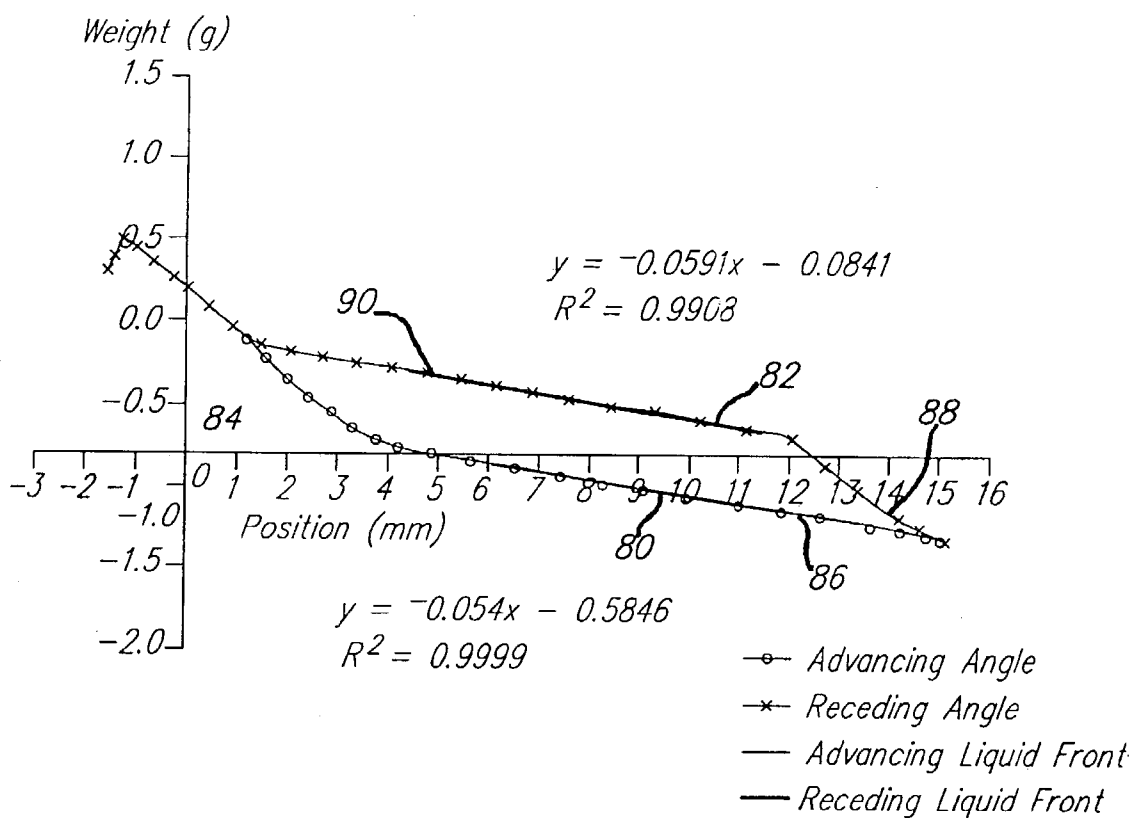 Weight (g)
1.5
1.0
0.5
y = -0.0591x - 0.0841
R² = 0.9908
90
0.0
82
88
-0.5
84
-3 -2 -1 0 1 2 3 4 5 6 7 8 9 10 11 12 13 14 15 16
-1.0
Position (mm)
80
86
-1.5
y = -0.054x - 0.5846
R² = 0.9999
-2.0
Advancing Angle
Receding Angle
Advancing Liquid Front
Receding Liquid Front